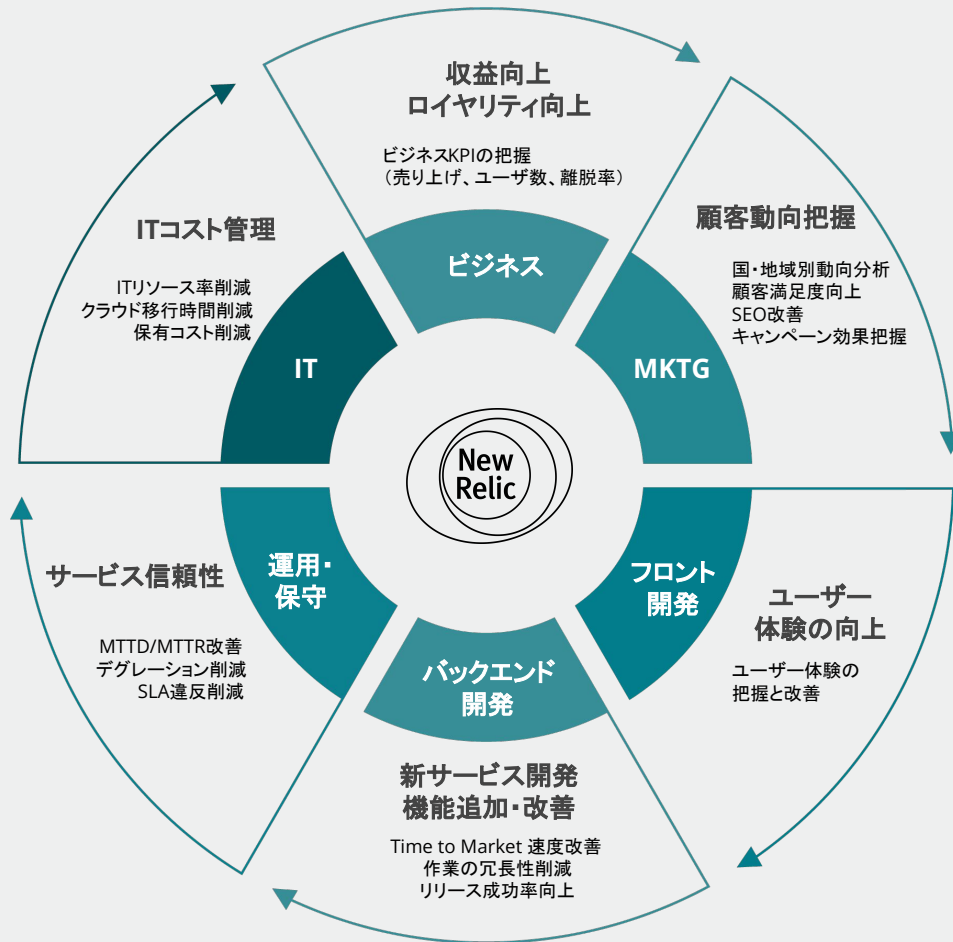 収益向上
ロイヤリティ向上
ビジネスKPIの把握
（売り上げ、ユーザ数、離脱率）
ビジネス
顧客動向把握
国・地域別動向分析
顧客満足度向上
SEO改善
キャンペーン効果把握
MKTG
ユーザー
体験の向上
ユーザー体験の
把握と改善
フロント
開発
バックエンド
開発
新サービス開発
機能追加・改善
Time to Market 速度改善
作業の冗長性削減
リリース成功率向上
運用・
保守
サービス信頼性
MTTD/MTTR改善
デグレーション削減
SLA違反削減
ITコスト管理
ITリソース率削減
クラウド移行時間削減
保有コスト削減
IT
New
Relic